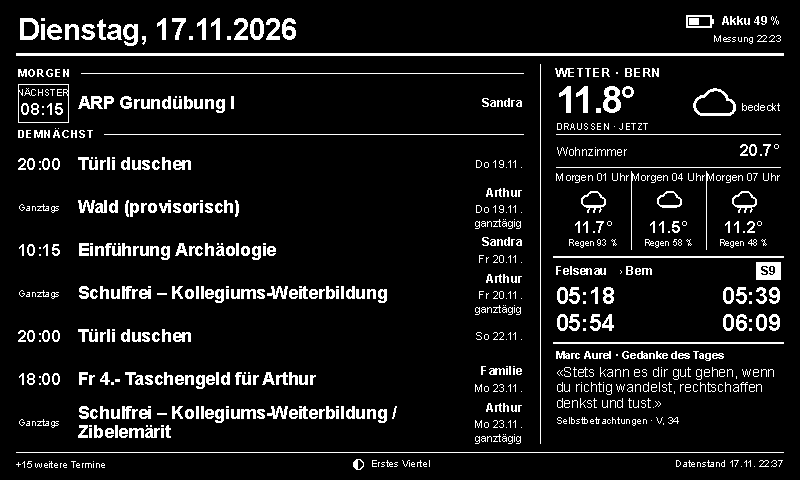 Dienstag, 17.11.2026
Akku 49 %
Messung 22:23
MORGEN
NÄCHSTER
08:15 ARP Grundübung I Sandra
DEMNÄCHST
20:00 Türli duschen Do 19.11.
Ganztags Wald (provisorisch) Arthur
Do 19.11.
ganztägig
10:15 Einführung Archäologie Sandra
Fr 20.11.
Ganztags Schulfrei – Kollegiums-Weiterbildung Arthur
Fr 20.11.
ganztägig
20:00 Türli duschen So 22.11.
18:00 Fr 4.- Taschengeld für Arthur Familie
Mo 23.11.
Ganztags Schulfrei – Kollegiums-Weiterbildung /
Zibelemärit
Arthur
Mo 23.11.
ganztägig
WETTER · BERN
11.8° bedeckt
DRAUSSEN · JETZT
Wohnzimmer 20.7°
Morgen 01 Uhr Morgen 04 Uhr Morgen 07 Uhr
11.7° 11.5° 11.2°
Regen 93 % Regen 58 % Regen 48 %
Felsenau › Bern S9
05:18 05:39
05:54 06:09
Marc Aurel · Gedanke des Tages
«Stets kann es dir gut gehen, wenn
du richtig wandelst, rechtschaffen
denkst und tust.»
Selbstbetrachtungen · V, 34
+15 weitere Termine Erstes Viertel Datenstand 17.11. 22:37